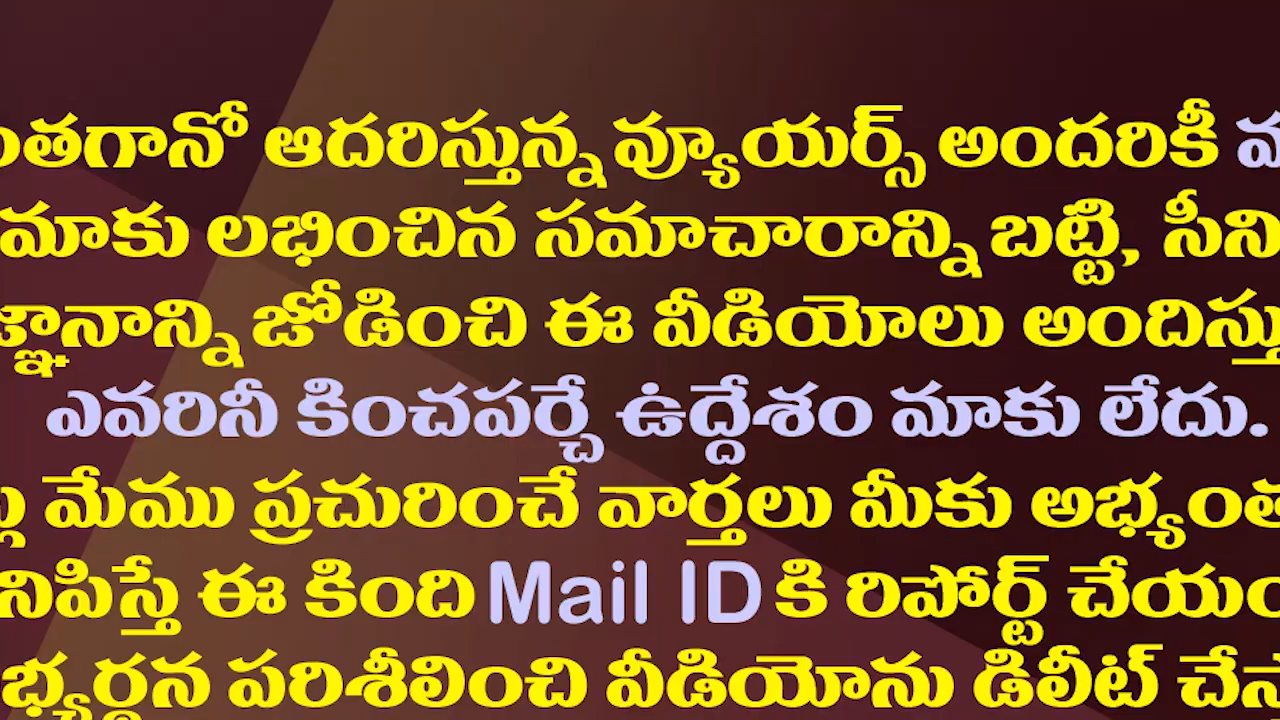 ఆదరిస్తున్న వ్యూయర్స్ అందరికీ
మాకు లభించిన సమాచారాన్ని బట్టి,
జోడించి ఈ వీడియోలు
ఎవరినీ కించపర్చే ఉద్దేశం మాకు లేదు.
మేము ప్రచురించే వార్తలు మీకు
ఈ కింది Mail ID కి రిపోర్ట్
పరిశీలించి వీడియోను డిలీట్